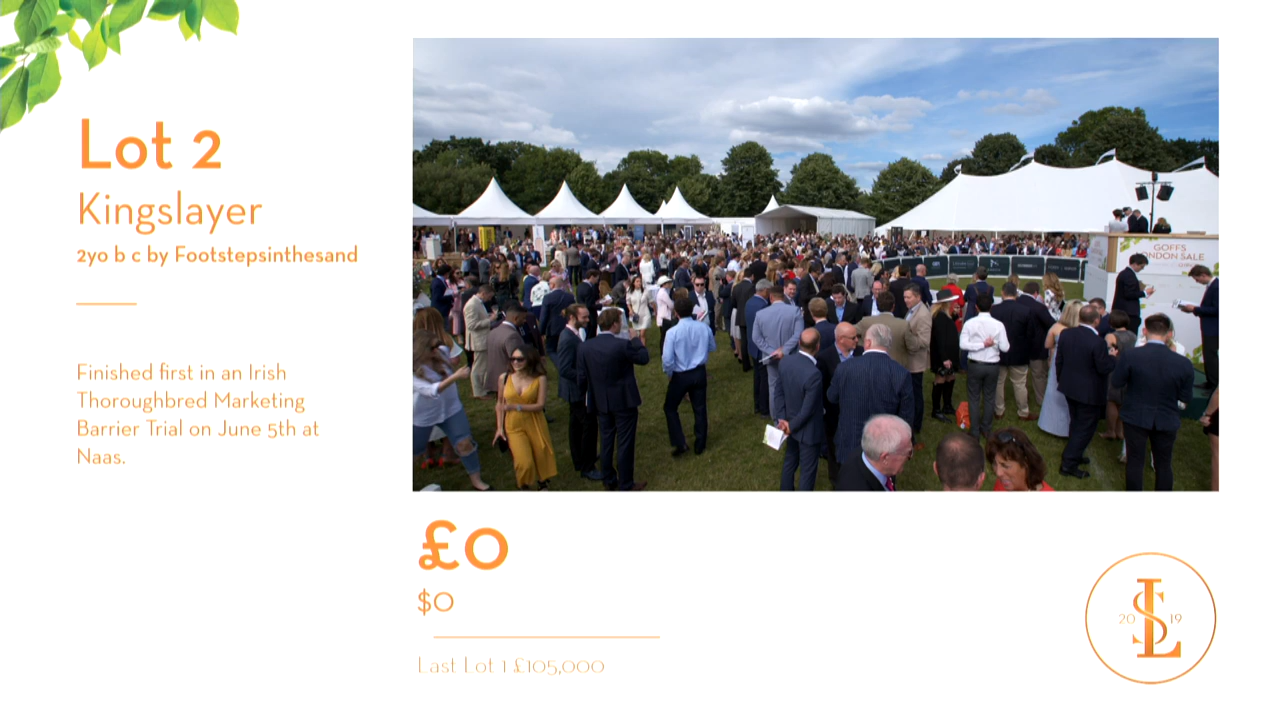 Lot 2
Kingslayer
2yo b c by Footstepsinthesand
Finished first in an Irish
Thoroughbred Marketing
Barrier Trial on June 5th at
Naas.
GOFFS
LONDON SALE
£0
$0
Last Lot 1 £105,000
20 SL 19